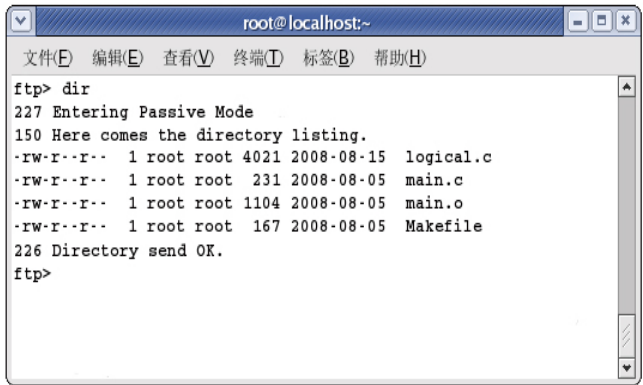 root@localhost:~
文件(F) 编辑(E) 查看(V) 终端(T) 标签(B) 帮助(H)
ftp> dir
227 Entering Passive Mode
150 Here comes the directory listing.
-rw-r--r-- 1 root root 4021 2008-08-15 logical.c
-rw-r--r-- 1 root root 231 2008-08-05 main.c
-rw-r--r-- 1 root root 1104 2008-08-05 main.o
-rw-r--r-- 1 root root 167 2008-08-05 Makefile
226 Directory send OK.
ftp>